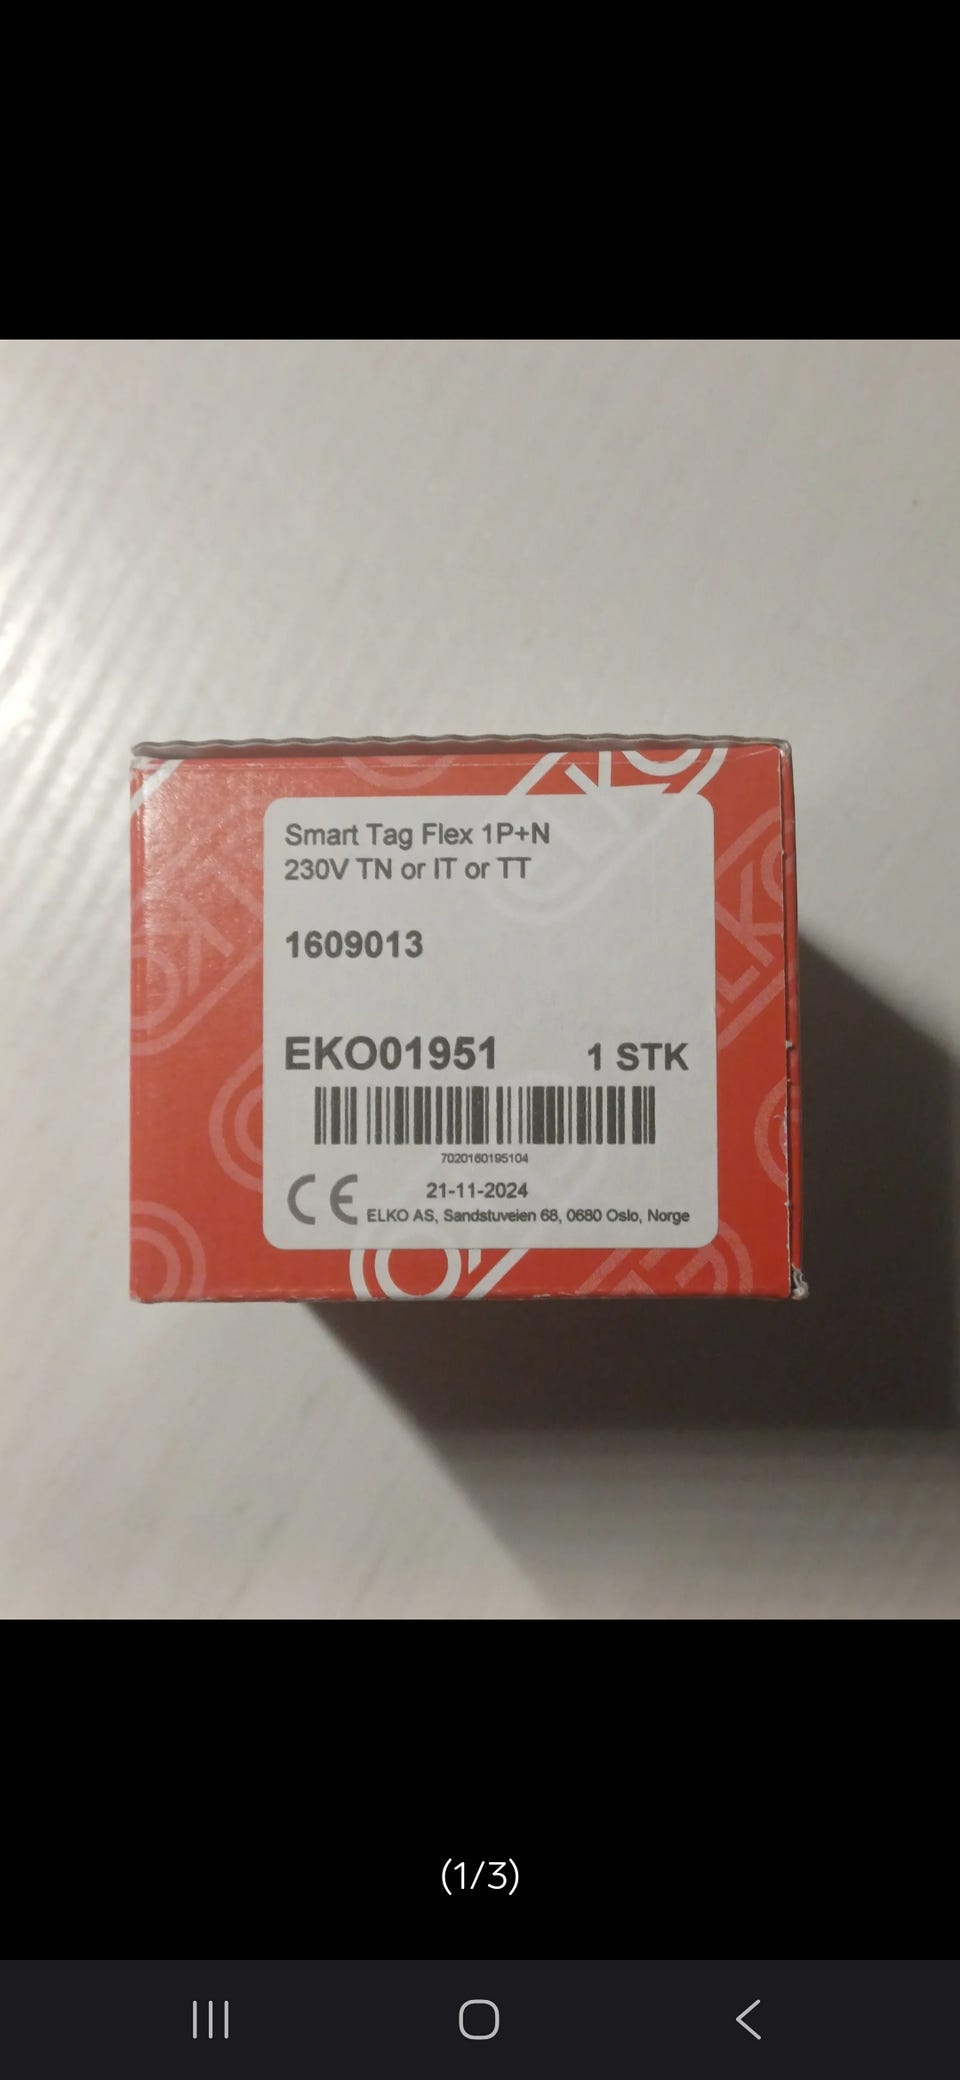 Smart Tag Flex 1P+N
230V TN or IT or TT
1609013
EKO01951 1 STK
7020160195104
CE 21-11-2024
ELKO AS, Sandstuveien 68, 0680 Oslo, Norge
(1/3)